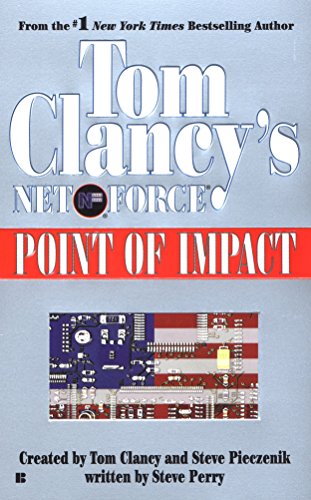 From the #1 New York Times Bestselling Author
Tom
Clancy's
NET NF FORCE®
POINT OF IMPACT
Created by Tom Clancy and Steve Pieczenik
B written by Steve Perry